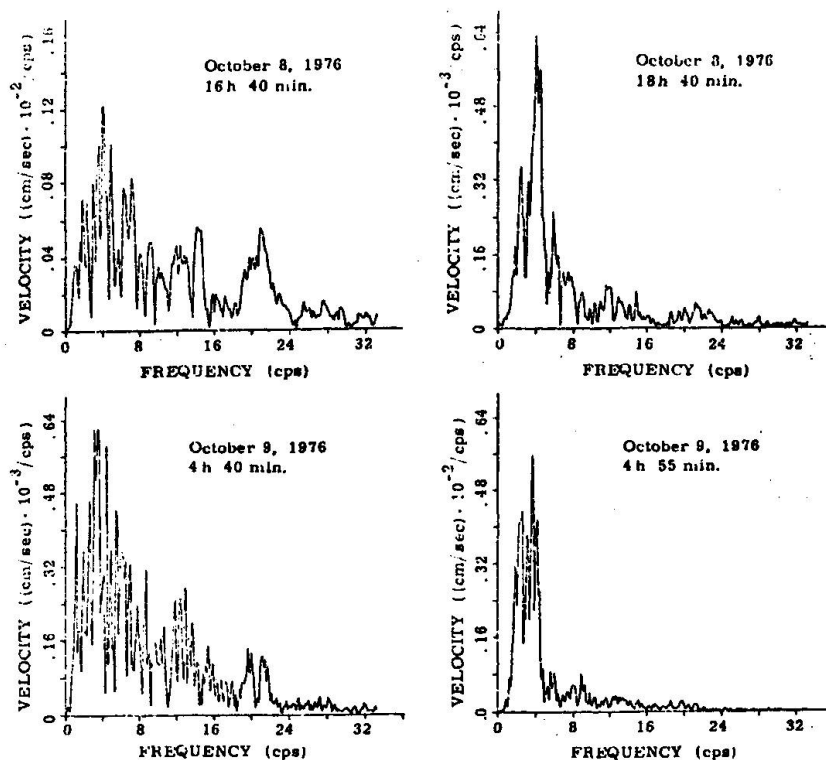 VELOCITY ((cm/sec)·10⁻²/cps)
.16
0.12
.08
.04
0
October 8, 1976
16h 40 min.
0 8 16 24 32
FREQUENCY (cps)
VELOCITY ((cm/sec)·10⁻³ cps)
.64
.48
.32
.16
0
October 8, 1976
18h 40 min.
0 8 16 24 32
FREQUENCY (cps)
VELOCITY ((cm/sec)·10⁻³/cps)
.64
.48
.32
.16
0
October 9, 1976
4h 40 min.
0 8 16 24 32
FREQUENCY (cps)
VELOCITY ((cm/sec)·10⁻²/cps)
.64
.48
.32
.16
.0
October 9, 1976
4h 55 min.
0 8 16 24 32
FREQUENCY (cps)